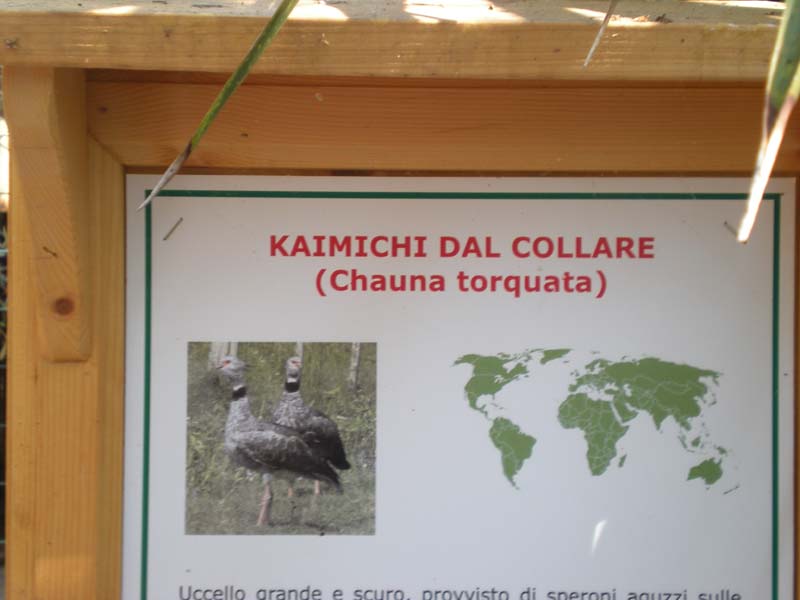 KAIMICHI DAL COLLARE
(Chauna torquata)
Uccello grande e scuro, provvisto di speroni aguzzi sulle